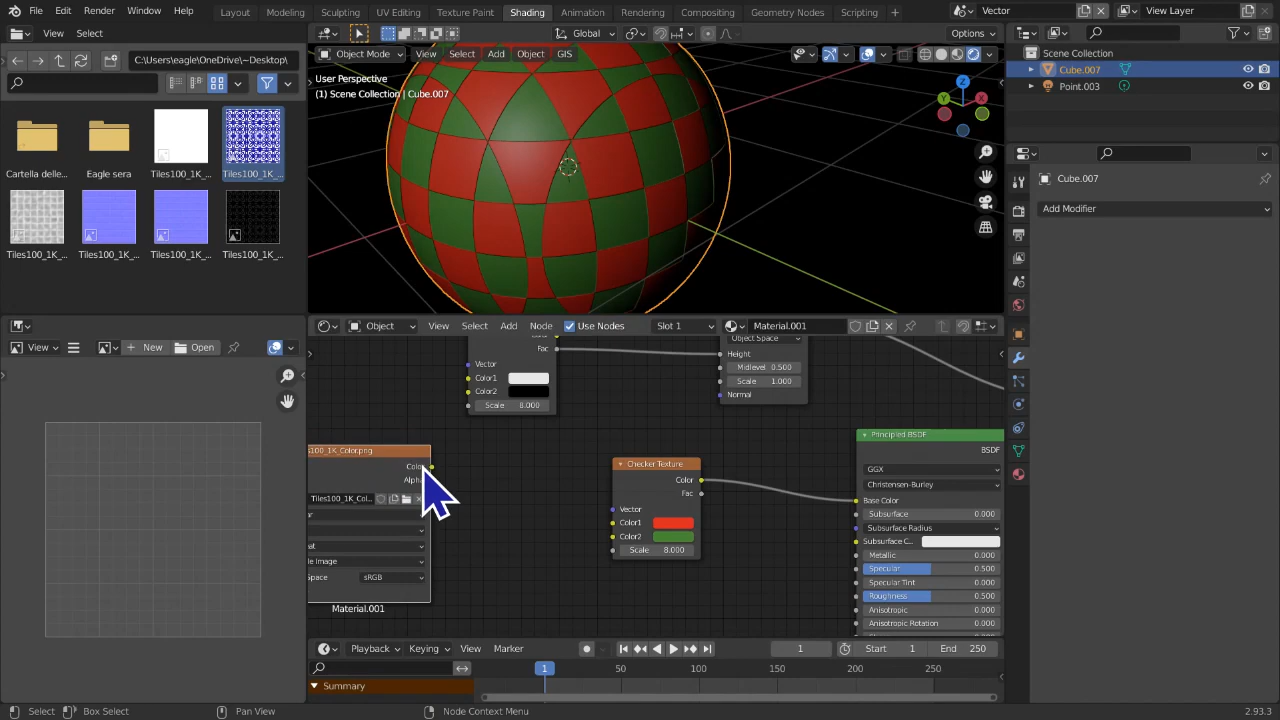 File Edit Render Window Help Layout Modeling Sculpting UV Editing Texture Paint Shading Animation Rendering Compositing Geometry Nodes Scripting + Vector View Layer
View Select Global Options
C:\Users\eagle\OneDrive\~Desktop\ Object Mode View Select Add Object GIS
Scene Collection
Cube.007
Point.003
User Perspective
(1) Scene Collection | Cube.007
Z
Y X
Cartella delle... Eagle sera Tiles100_1K_... Tiles100_1K_...
Tiles100_1K_... Tiles100_1K_... Tiles100_1K_... Tiles100_1K_...
Cube.007
Add Modifier
Object View Select Add Node Use Nodes Slot 1 Material.001
View New Open
Object Space
Fac
Height
Vector
Midlevel 0.500
Color1
Scale 1.000
Color2
Normal
Scale 8.000
s100_1K_Color.png
Color
Alpha
Tiles100_1K_Col...
le Image
Space sRGB
Material.001
Checker Texture
Color
Fac
Vector
Color1
Color2
Scale 8.000
Principled BSDF
BSDF
GGX
Christensen-Burley
Base Color
Subsurface 0.000
Subsurface Radius
Subsurface C...
Metallic 0.000
Specular 0.500
Specular Tint 0.000
Roughness 0.500
Anisotropic 0.000
Anisotropic Rotation 0.000
Playback Keying View Marker 1 Start 1 End 250
1 50 100 150 200 250
Summary
Select Box Select Pan View Node Context Menu 2.93.3